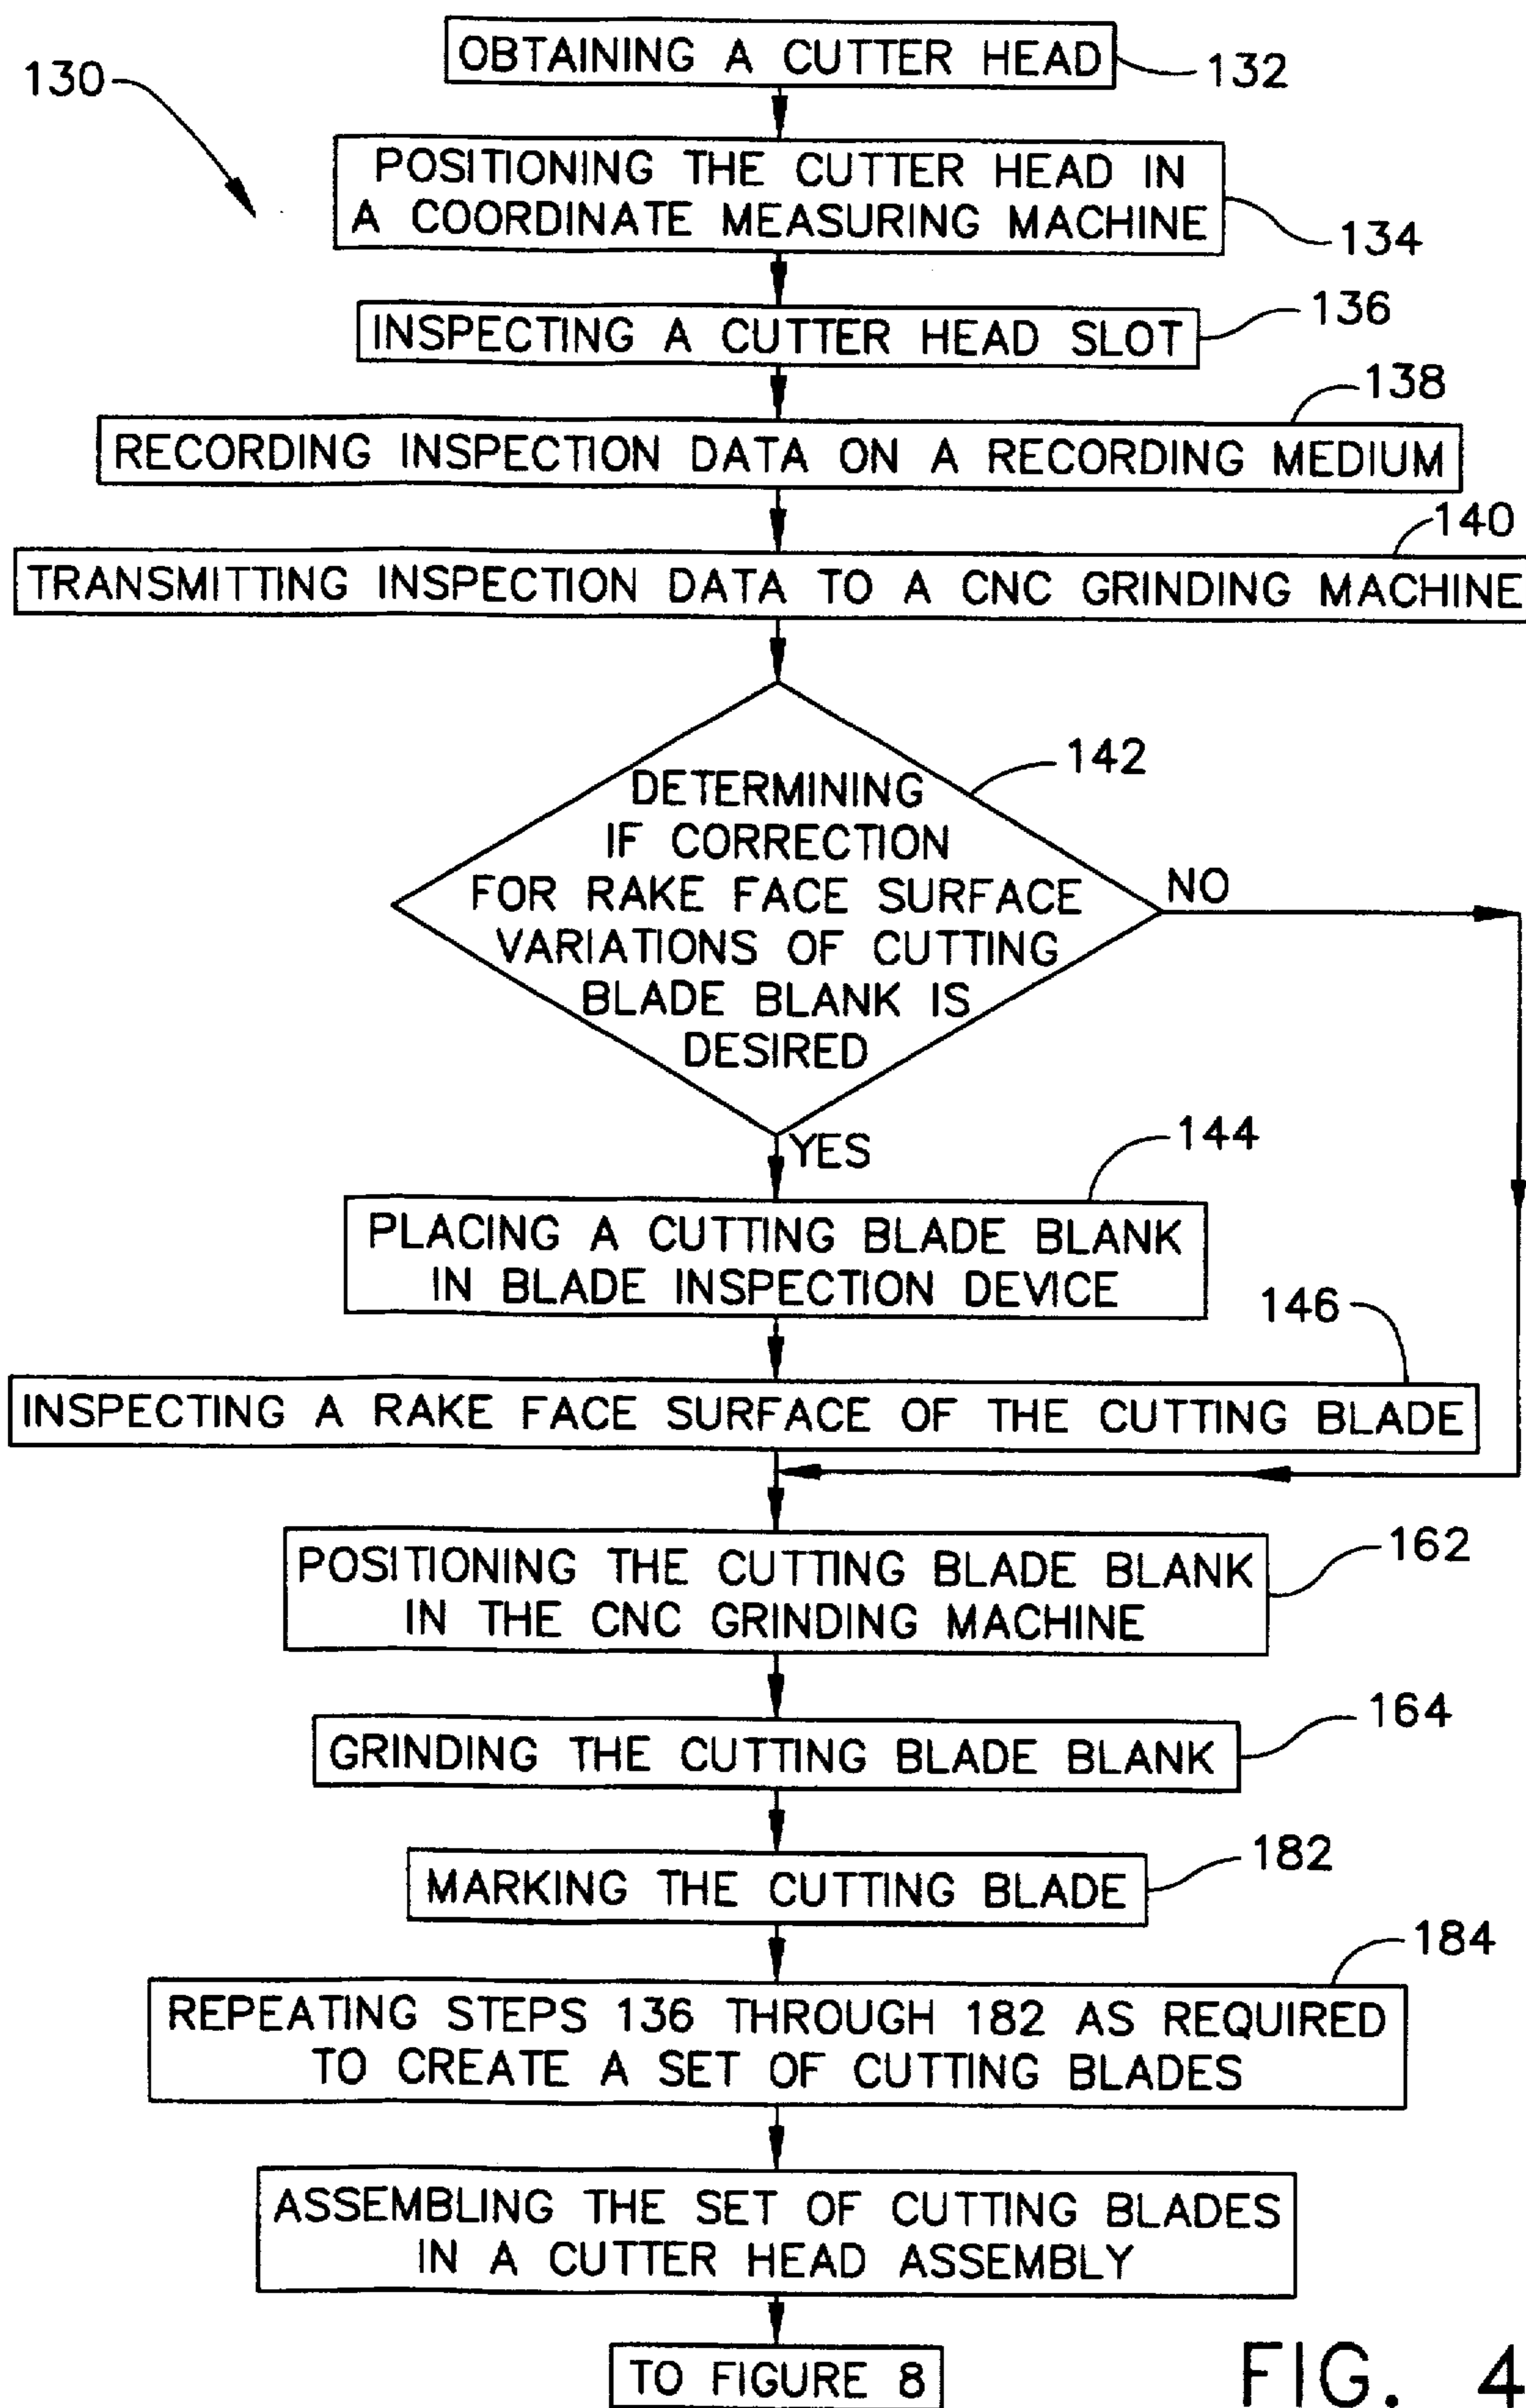 OBTAINING A CUTTER HEAD
132
130
POSITIONING THE CUTTER HEAD IN
A COORDINATE MEASURING MACHINE
134
INSPECTING A CUTTER HEAD SLOT
136
138
RECORDING INSPECTION DATA ON A RECORDING MEDIUM
140
TRANSMITTING INSPECTION DATA TO A CNC GRINDING MACHINE
142
DETERMINING
IF CORRECTION
FOR RAKE FACE SURFACE
VARIATIONS OF CUTTING
BLADE BLANK IS
DESIRED
NO
YES
144
PLACING A CUTTING BLADE BLANK
IN BLADE INSPECTION DEVICE
146
INSPECTING A RAKE FACE SURFACE OF THE CUTTING BLADE
POSITIONING THE CUTTING BLADE BLANK
IN THE CNC GRINDING MACHINE
162
164
GRINDING THE CUTTING BLADE BLANK
182
MARKING THE CUTTING BLADE
184
REPEATING STEPS 136 THROUGH 182 AS REQUIRED
TO CREATE A SET OF CUTTING BLADES
ASSEMBLING THE SET OF CUTTING BLADES
IN A CUTTER HEAD ASSEMBLY
TO FIGURE 8
FIG. 4